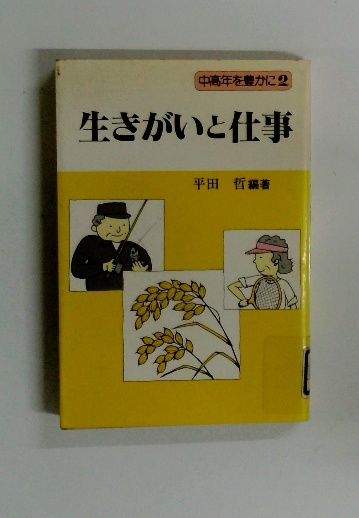 中高年を豊かに2
生きがいと仕事
平田 哲編著